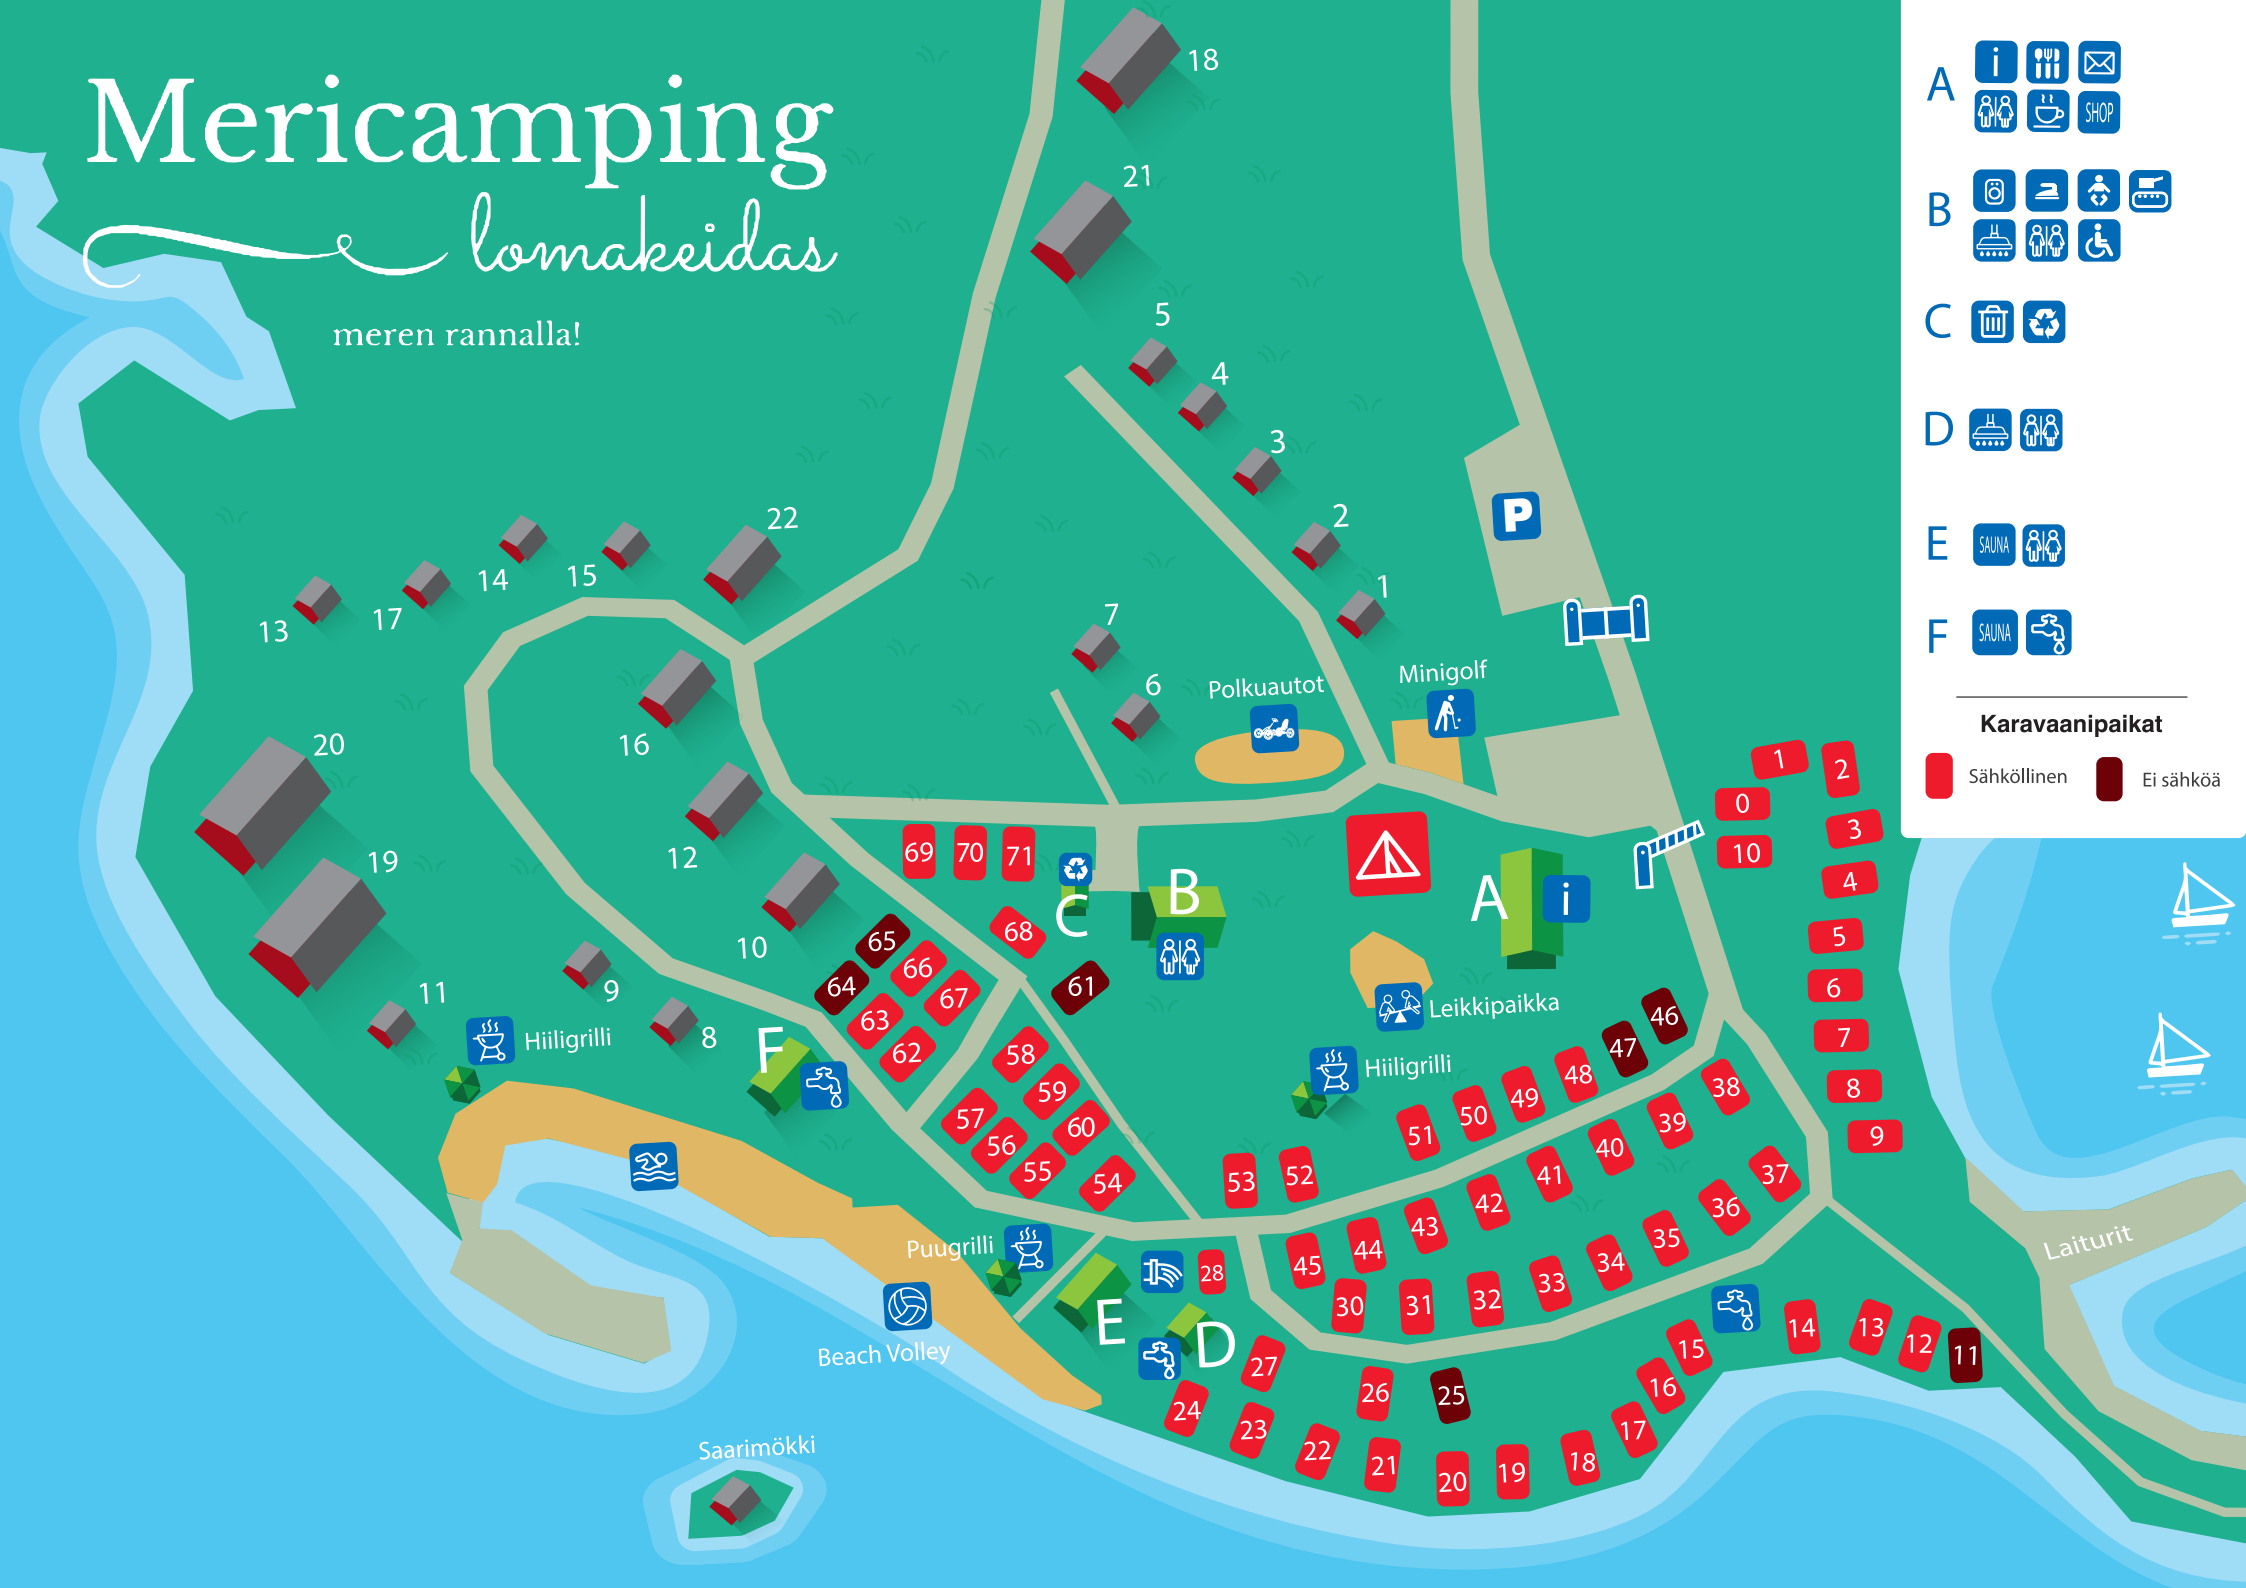 Mericamping
lomakeidas
meren rannalla!
18
21
5
4
3
2
1
7
6
22
15
14
17
13
16
20
12
19
10
11
9
8
Polkuautot
Minigolf
P
69
70
71
C
B
A
i
68
65
66
67
64
63
62
61
Leikkipaikka
Hiiligrilli
F
Hiiligrilli
58
59
57
60
56
55
54
53
52
51
50
49
48
47
46
38
39
40
41
42
43
44
45
37
36
35
34
33
32
31
30
28
Puugrilli
Beach Volley
E
D
27
26
25
24
23
22
21
20
19
18
17
16
15
14
13
12
11
Saarimökki
Laiturit
1
2
0
3
10
4
5
6
7
8
9
A
i
SHOP
B
C
D
E
SAUNA
F
SAUNA
Karavaanipaikat
Sähköllinen
Ei sähköä